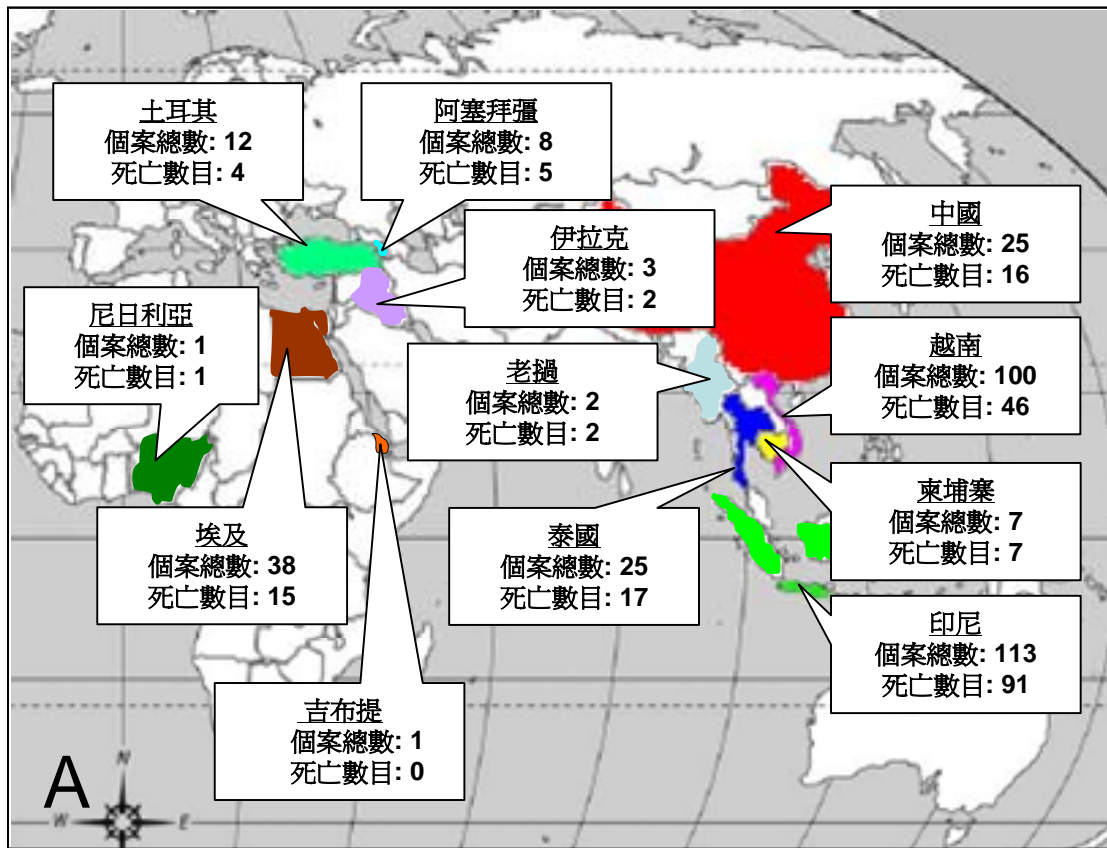 土耳其
個案總數: 12
死亡數目: 4
阿塞拜彊
個案總數: 8
死亡數目: 5
中國
個案總數: 25
死亡數目: 16
伊拉克
個案總數: 3
死亡數目: 2
尼日利亞
個案總數: 1
死亡數目: 1
老撾
個案總數: 2
死亡數目: 2
越南
個案總數: 100
死亡數目: 46
柬埔寨
個案總數: 7
死亡數目: 7
埃及
個案總數: 38
死亡數目: 15
泰國
個案總數: 25
死亡數目: 17
印尼
個案總數: 113
死亡數目: 91
吉布提
個案總數: 1
死亡數目: 0
A
N
W
E